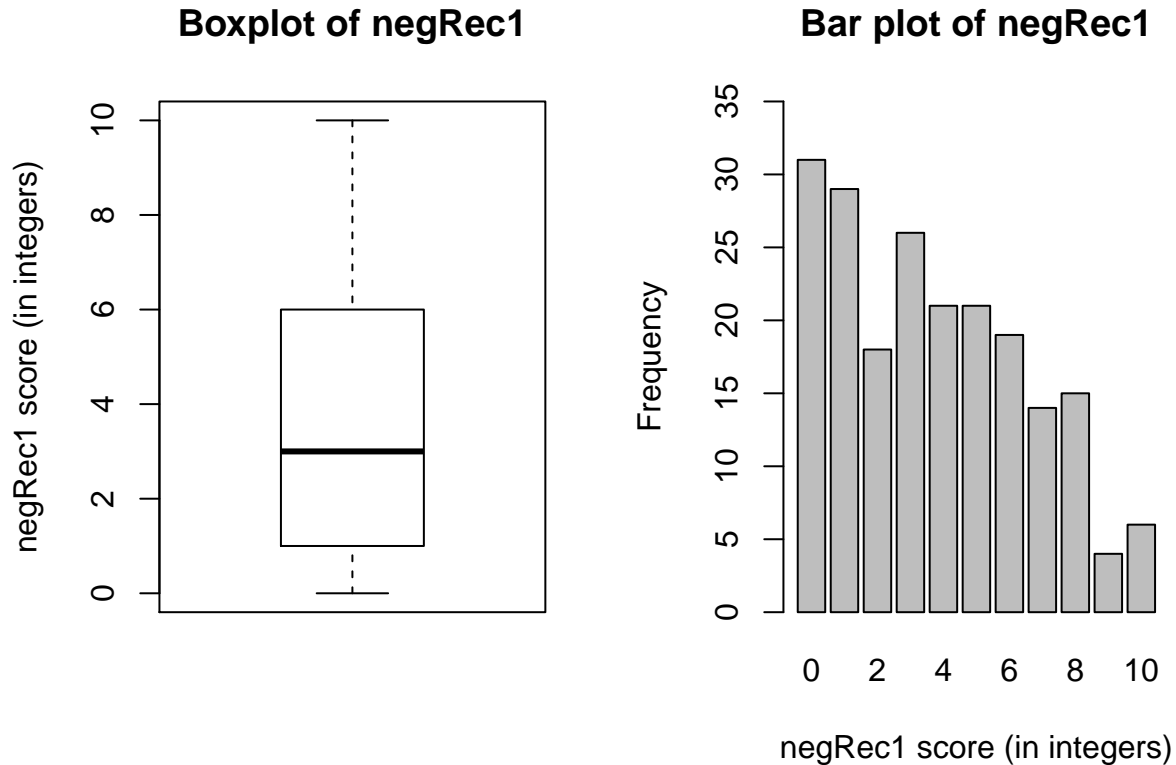 Boxplot of negRec1
negRec1 score (in integers)
10
8
6
4
2
0
Bar plot of negRec1
Frequency
35
30
25
20
15
10
5
0
0 2 4 6 8 10
negRec1 score (in integers)